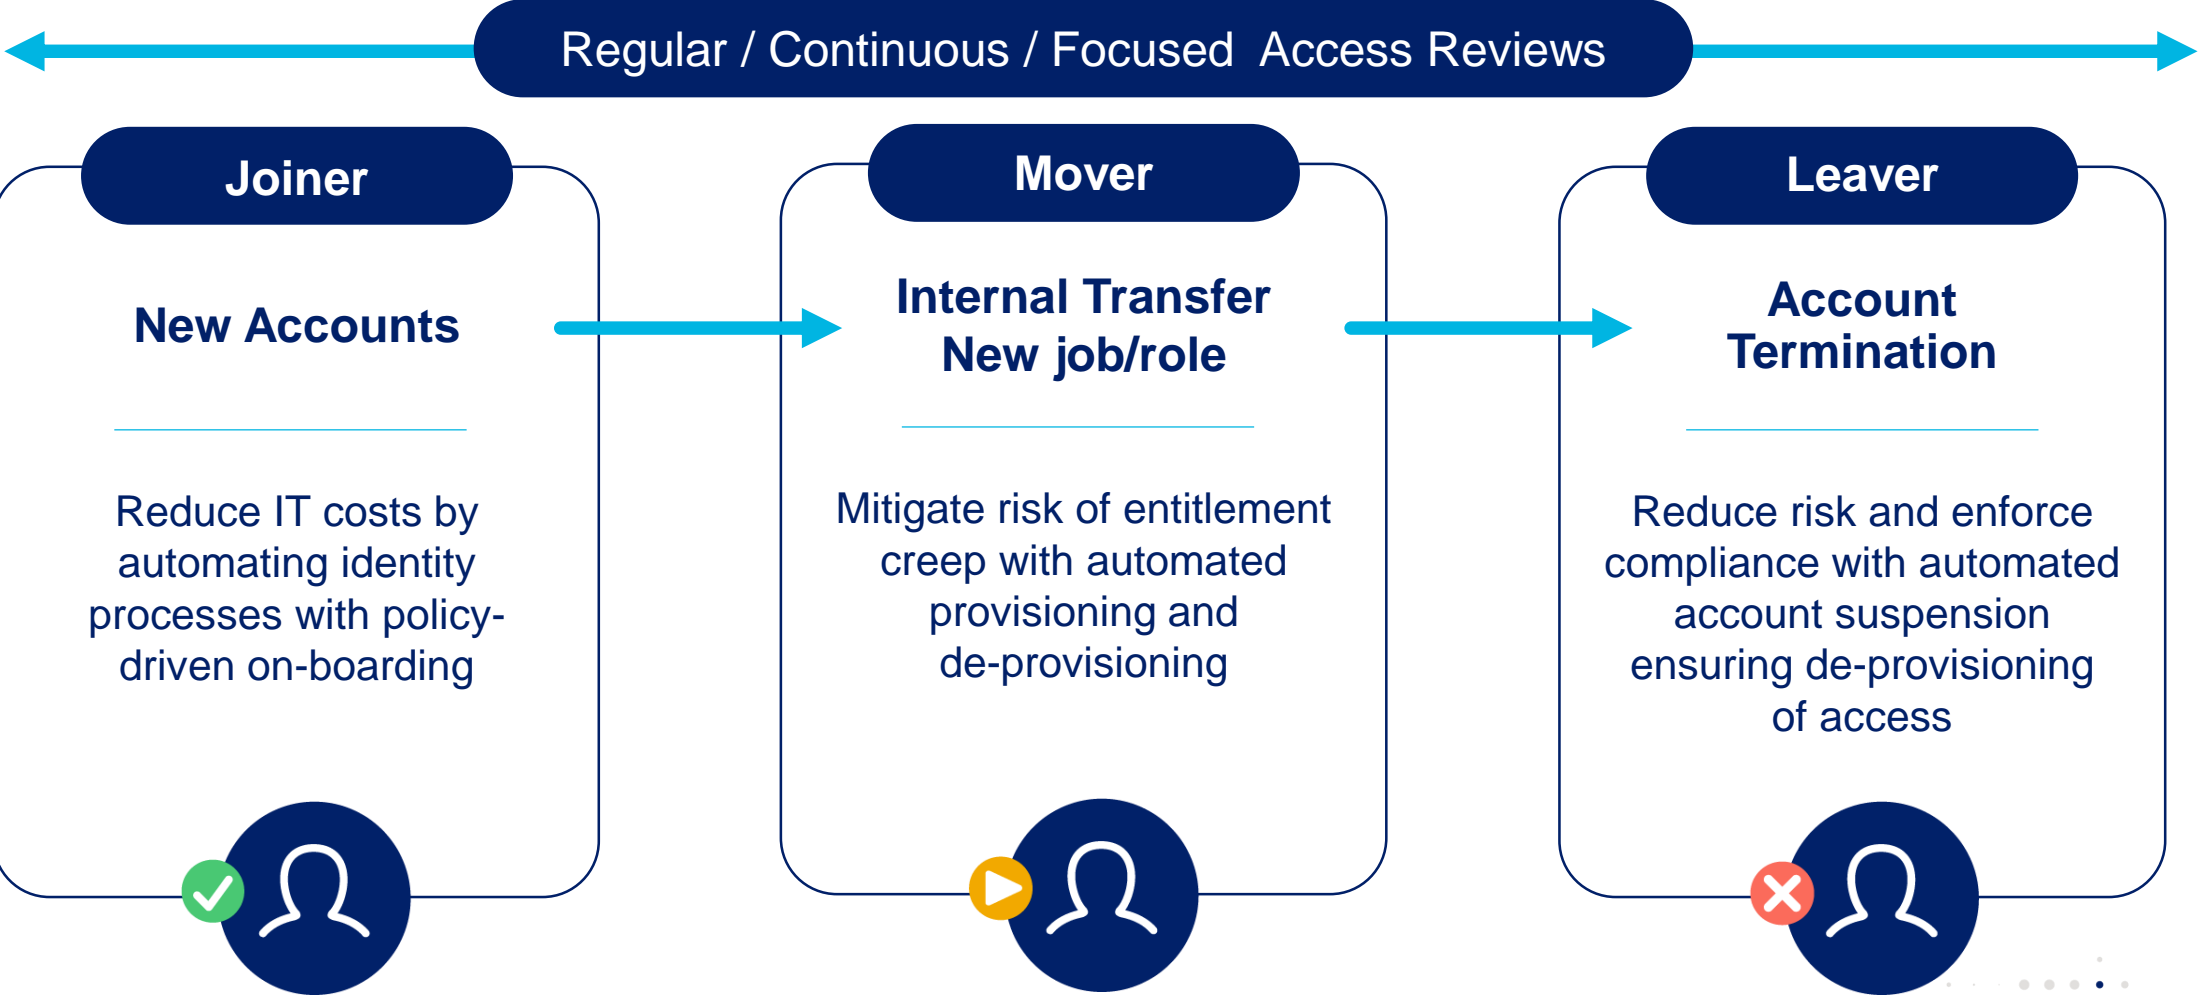 Regular / Continuous / Focused  Access Reviews
Joiner
New Accounts
Reduce IT costs by
automating identity
processes with policy-
driven on-boarding
Mover
Internal Transfer
New job/role
Mitigate risk of entitlement
creep with automated
provisioning and
de-provisioning
Leaver
Account
Termination
Reduce risk and enforce
compliance with automated
account suspension
ensuring de-provisioning
of access